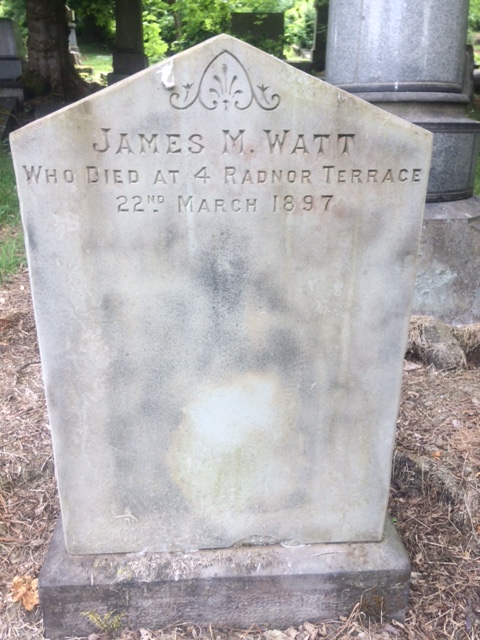 James M. Watt
Who Died at 4 Radnor Terrace
22ND March 1897